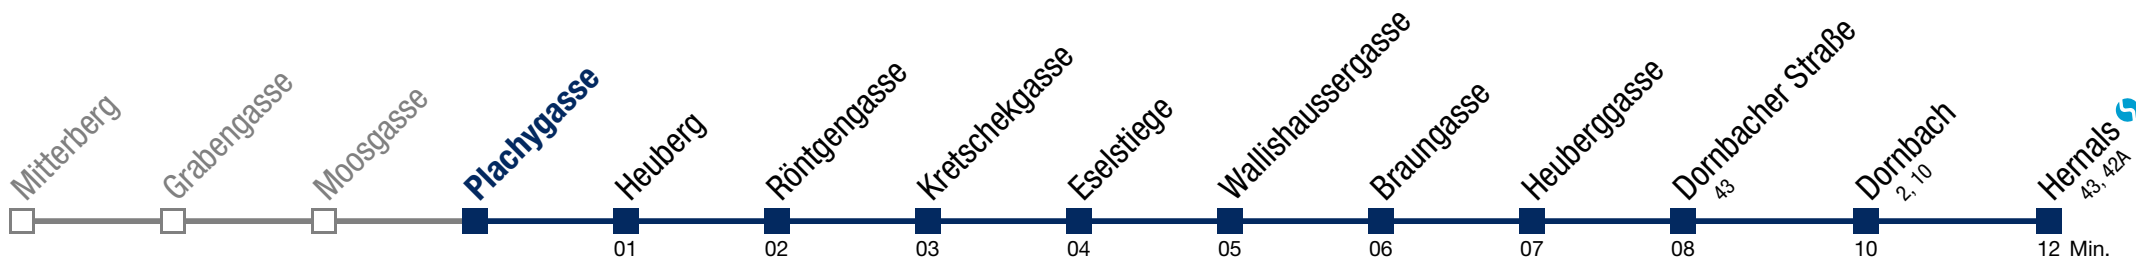 Mitterberg
Grabengasse
Moosgasse
Plachygasse
Heuberg
Röntgengasse
Kretschekgasse
Eselstiege
Wallishaussergasse
Braungasse
Heuberggasse
Dornbacher Straße
43
Dornbach
2, 10
Hernals
43, 42A
01
02
03
04
05
06
07
08
10
12 Min.